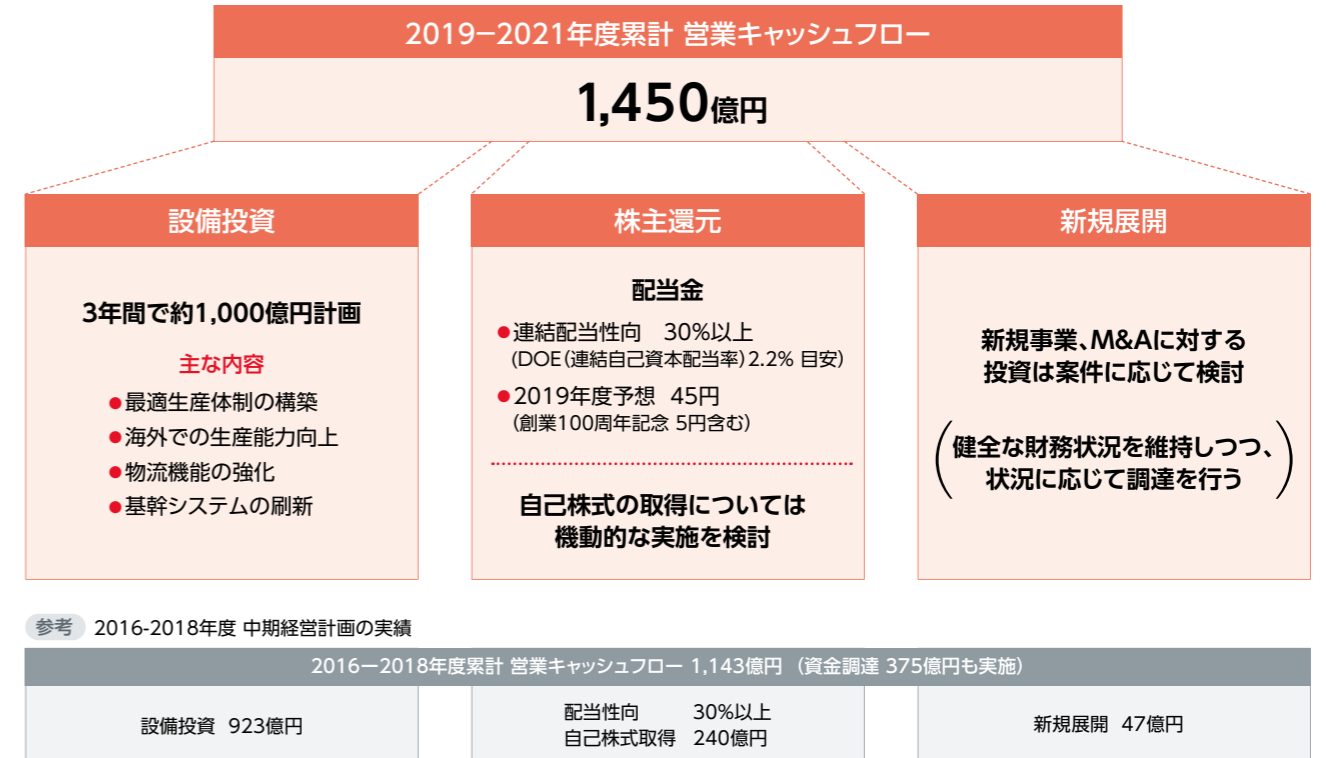 2019ー2021年度累計 営業キャッシュフロー
1,450億円
設備投資
3年間で約1,000億円計画
主な内容
●最適生産体制の構築
●海外での生産能力向上
●物流機能の強化
●基幹システムの刷新
株主還元
配当金
●連結配当性向 30%以上
(DOE(連結自己資本配当率)2.2% 目安)
●2019年度予想 45円
(創業100周年記念 5円含む)
自己株式の取得については
機動的な実施を検討
新規展開
新規事業、M&Aに対する
投資は案件に応じて検討
(健全な財務状況を維持しつつ、
状況に応じて調達を行う)
参考 2016-2018年度 中期経営計画の実績
2016ー2018年度累計 営業キャッシュフロー 1,143億円 (資金調達 375億円も実施)
設備投資 923億円
配当性向 30%以上
自己株式取得 240億円
新規展開 47億円